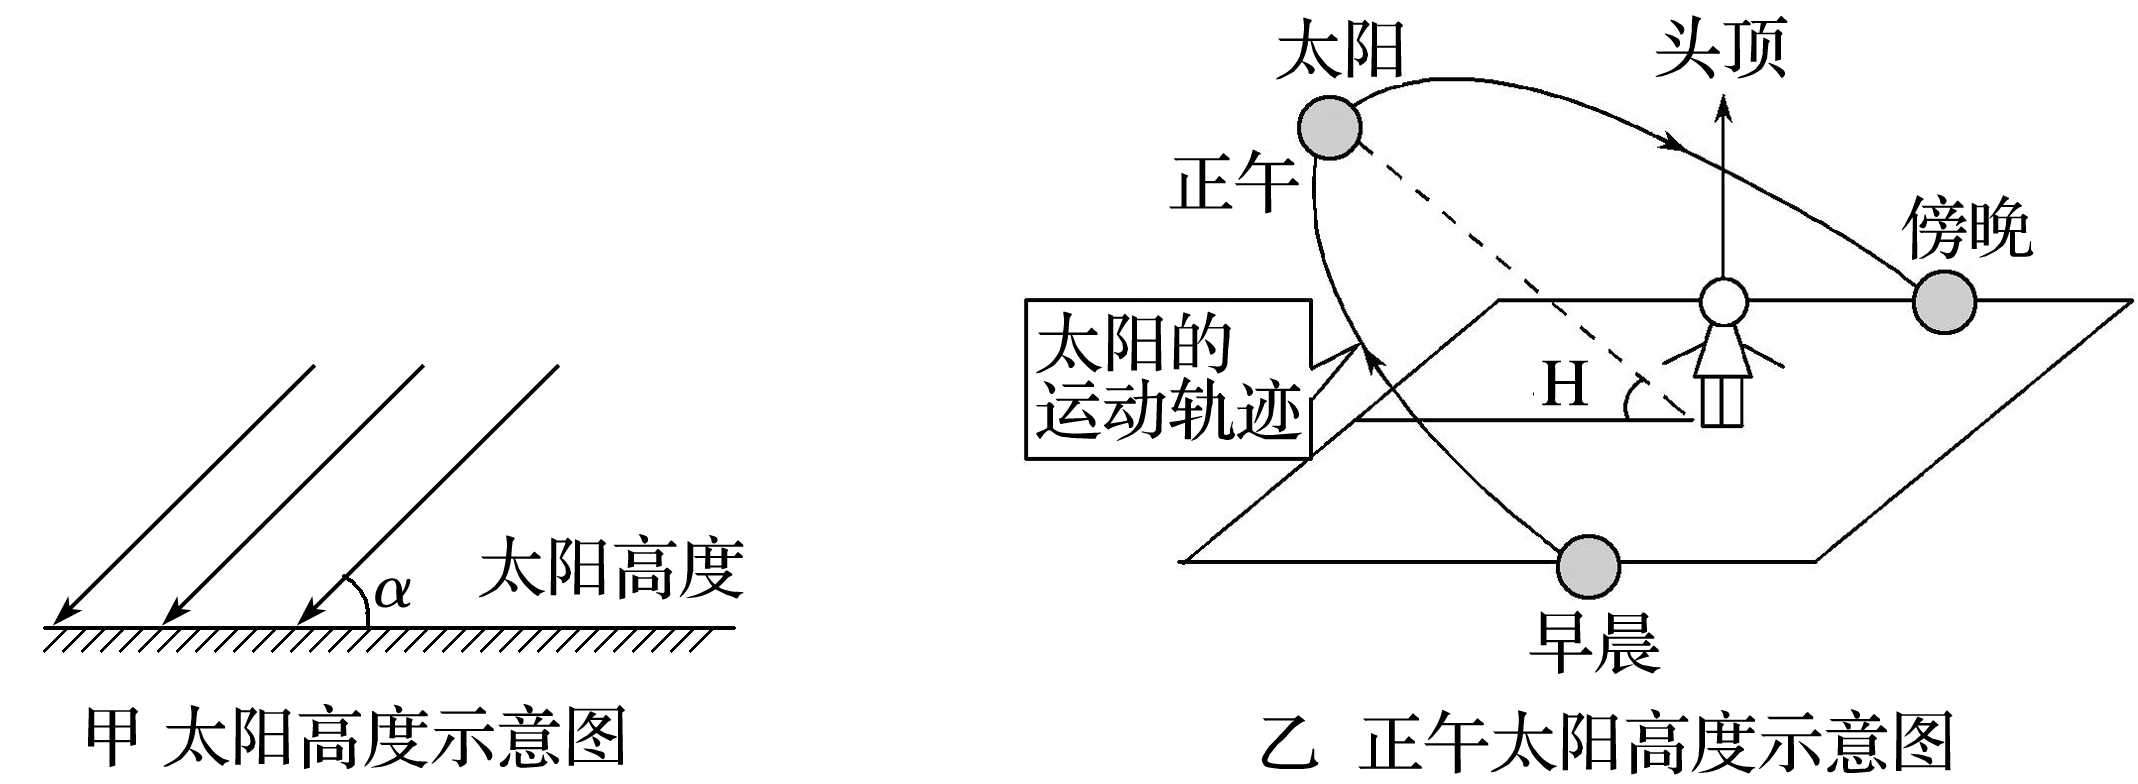 太阳
头顶
正午
傍晚
太阳的
运动轨迹
H
α
太阳高度
早晨
甲 太阳高度示意图
乙 正午太阳高度示意图